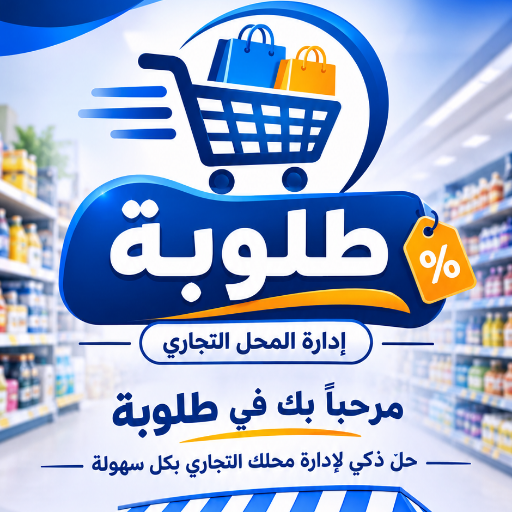 طلوبة
%
إدارة المحل التجاري
مرحباً بك في طلوبة
حل ذكي لإدارة محلك التجاري بكل سهولة